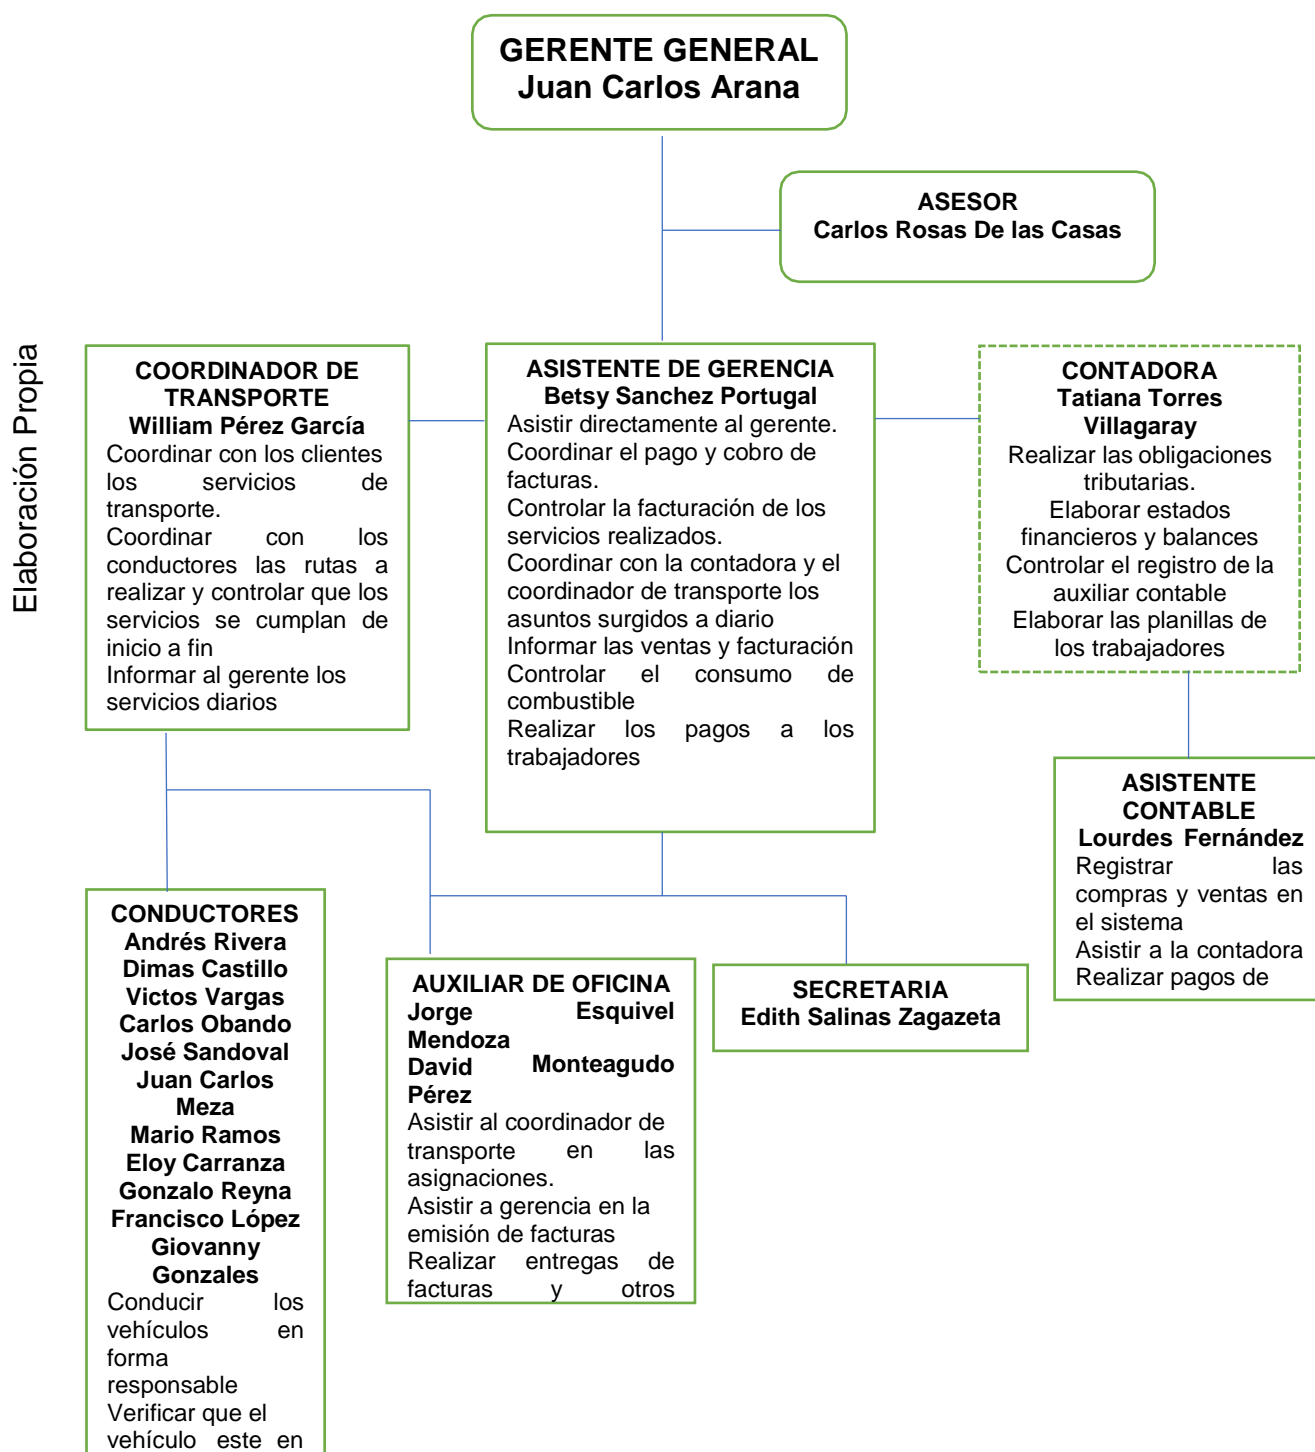 GERENTE GENERAL
Juan Carlos Arana
ASESOR
Carlos Rosas De las Casas
Elaboración Propia
COORDINADOR DE
TRANSPORTE
William Pérez García
Coordinar con los clientes
los servicios de
transporte.
Coordinar con los
conductores las rutas a
realizar y controlar que los
servicios se cumplan de
inicio a fin
Informar al gerente los
servicios diarios
ASISTENTE DE GERENCIA
Betsy Sanchez Portugal
Asistir directamente al gerente.
Coordinar el pago y cobro de
facturas.
Controlar la facturación de los
servicios realizados.
Coordinar con la contadora y el
coordinador de transporte los
asuntos surgidos a diario
Informar las ventas y facturación
Controlar el consumo de
combustible
Realizar los pagos a los
trabajadores
CONTADORA
Tatiana Torres
Villagaray
Realizar las obligaciones
tributarias.
Elaborar estados
financieros y balances
Controlar el registro de la
auxiliar contable
Elaborar las planillas de
los trabajadores
ASISTENTE
CONTABLE
Lourdes Fernández
Registrar las
compras y ventas en
el sistema
Asistir a la contadora
Realizar pagos de
CONDUCTORES
Andrés Rivera
Dimas Castillo
Victos Vargas
Carlos Obando
José Sandoval
Juan Carlos
Meza
Mario Ramos
Eloy Carranza
Gonzalo Reyna
Francisco López
Giovanny
Gonzales
Conducir los
vehículos en
forma
responsable
Verificar que el
vehículo este en
AUXILIAR DE OFICINA
Jorge Esquivel
Mendoza
David Monteagudo
Pérez
Asistir al coordinador de
transporte en las
asignaciones.
Asistir a gerencia en la
emisión de facturas
Realizar entregas de
facturas y otros
SECRETARIA
Edith Salinas Zagazeta